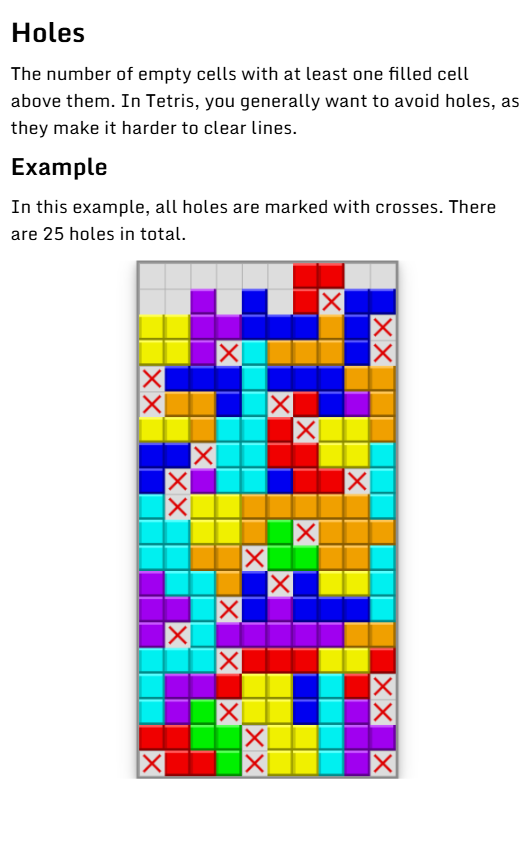 Holes
The number of empty cells with at least one filled cell
above them. In Tetris, you generally want to avoid holes, as
they make it harder to clear lines.
Example
In this example, all holes are marked with crosses. There
are 25 holes in total.